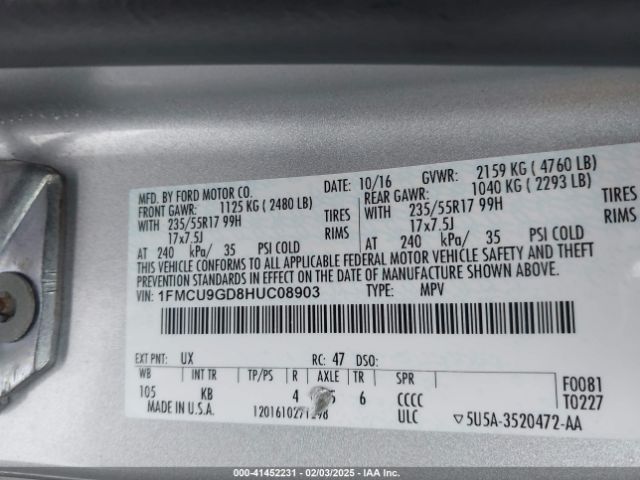 MFD. BY FORD MOTOR CO. DATE: 10/16 GVWR: 2159 KG ( 4760 LB)
FRONT GAWR: 1125 KG ( 2480 LB) REAR GAWR: 1040 KG ( 2293 LB)
WITH 235/55R17 99H TIRES WITH 235/55R17 99H TIRES
17x7.5J RIMS 17x7.5J RIMS
AT 240 kPa/ 35 PSI COLD AT 240 kPa/ 35 PSI COLD
THIS VEHICLE CONFORMS TO ALL APPLICABLE FEDERAL MOTOR VEHICLE SAFETY AND THEFT
PREVENTION STANDARDS IN EFFECT ON THE DATE OF MANUFACTURE SHOWN ABOVE.
VIN: 1FMCU9GD8HUC08903 TYPE: MPV
EXT PNT: UX RC: 47 DSO:
WB INT TR TP/PS R AXLE TR SPR
105 KB 4 6 CCCC F0081
MADE IN U.S.A. ULC T0227
▽5U5A-3520472-AA
000-41452231 - 02/03/2025 - IAA Inc.